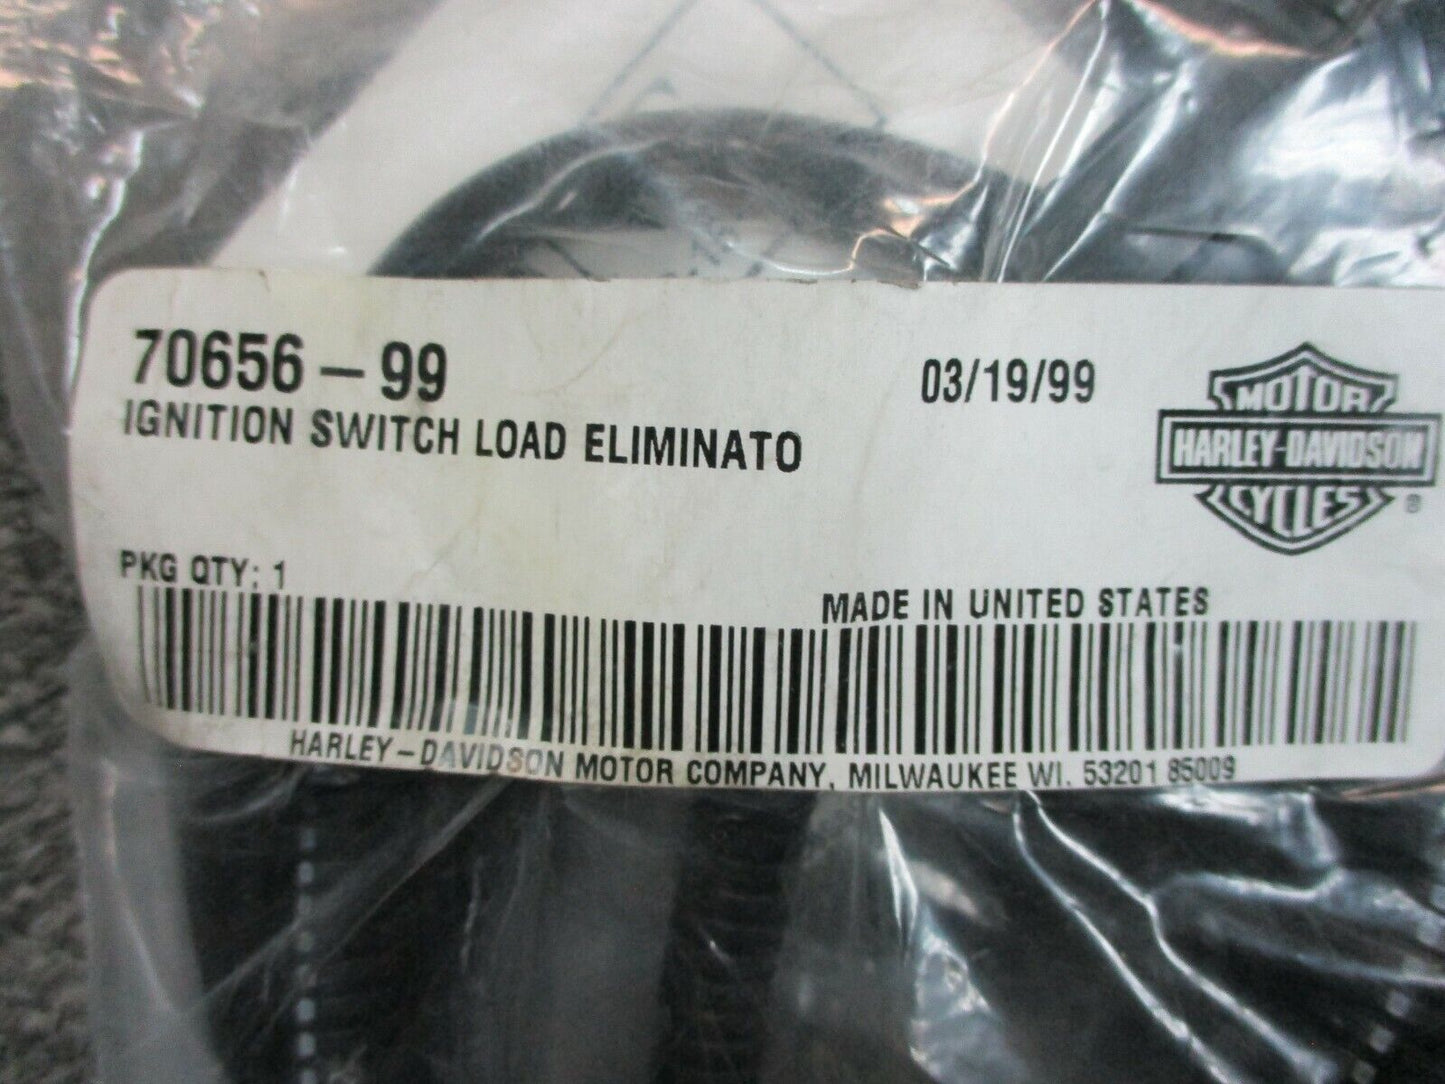 70656-99
03/19/99
IGNITION SWITCH LOAD ELIMINATO
MOTOR
HARLEY-DAVIDSON
CYCLES
®
PKG QTY: 1
MADE IN UNITED STATES
HARLEY-DAVIDSON MOTOR COMPANY, MILWAUKEE WI. 53201 85009